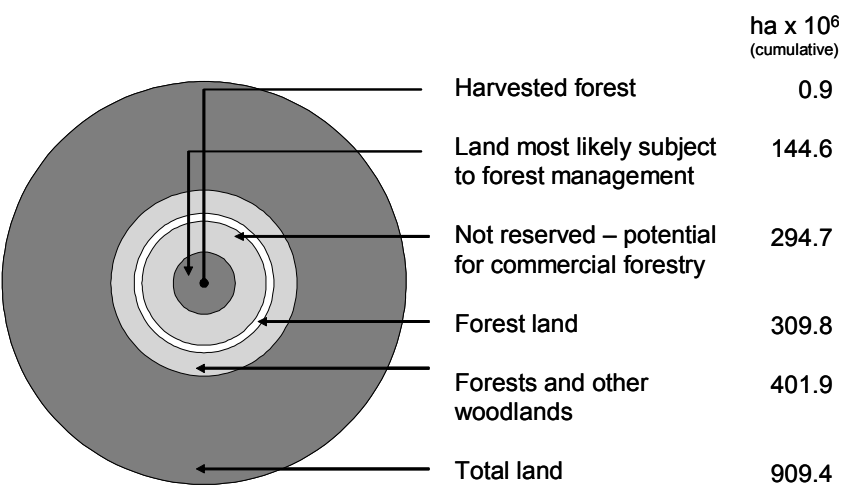 ha x 10⁶
(cumulative)
Harvested forest 0.9
Land most likely subject 144.6
to forest management
Not reserved – potential 294.7
for commercial forestry
Forest land 309.8
Forests and other 401.9
woodlands
Total land 909.4